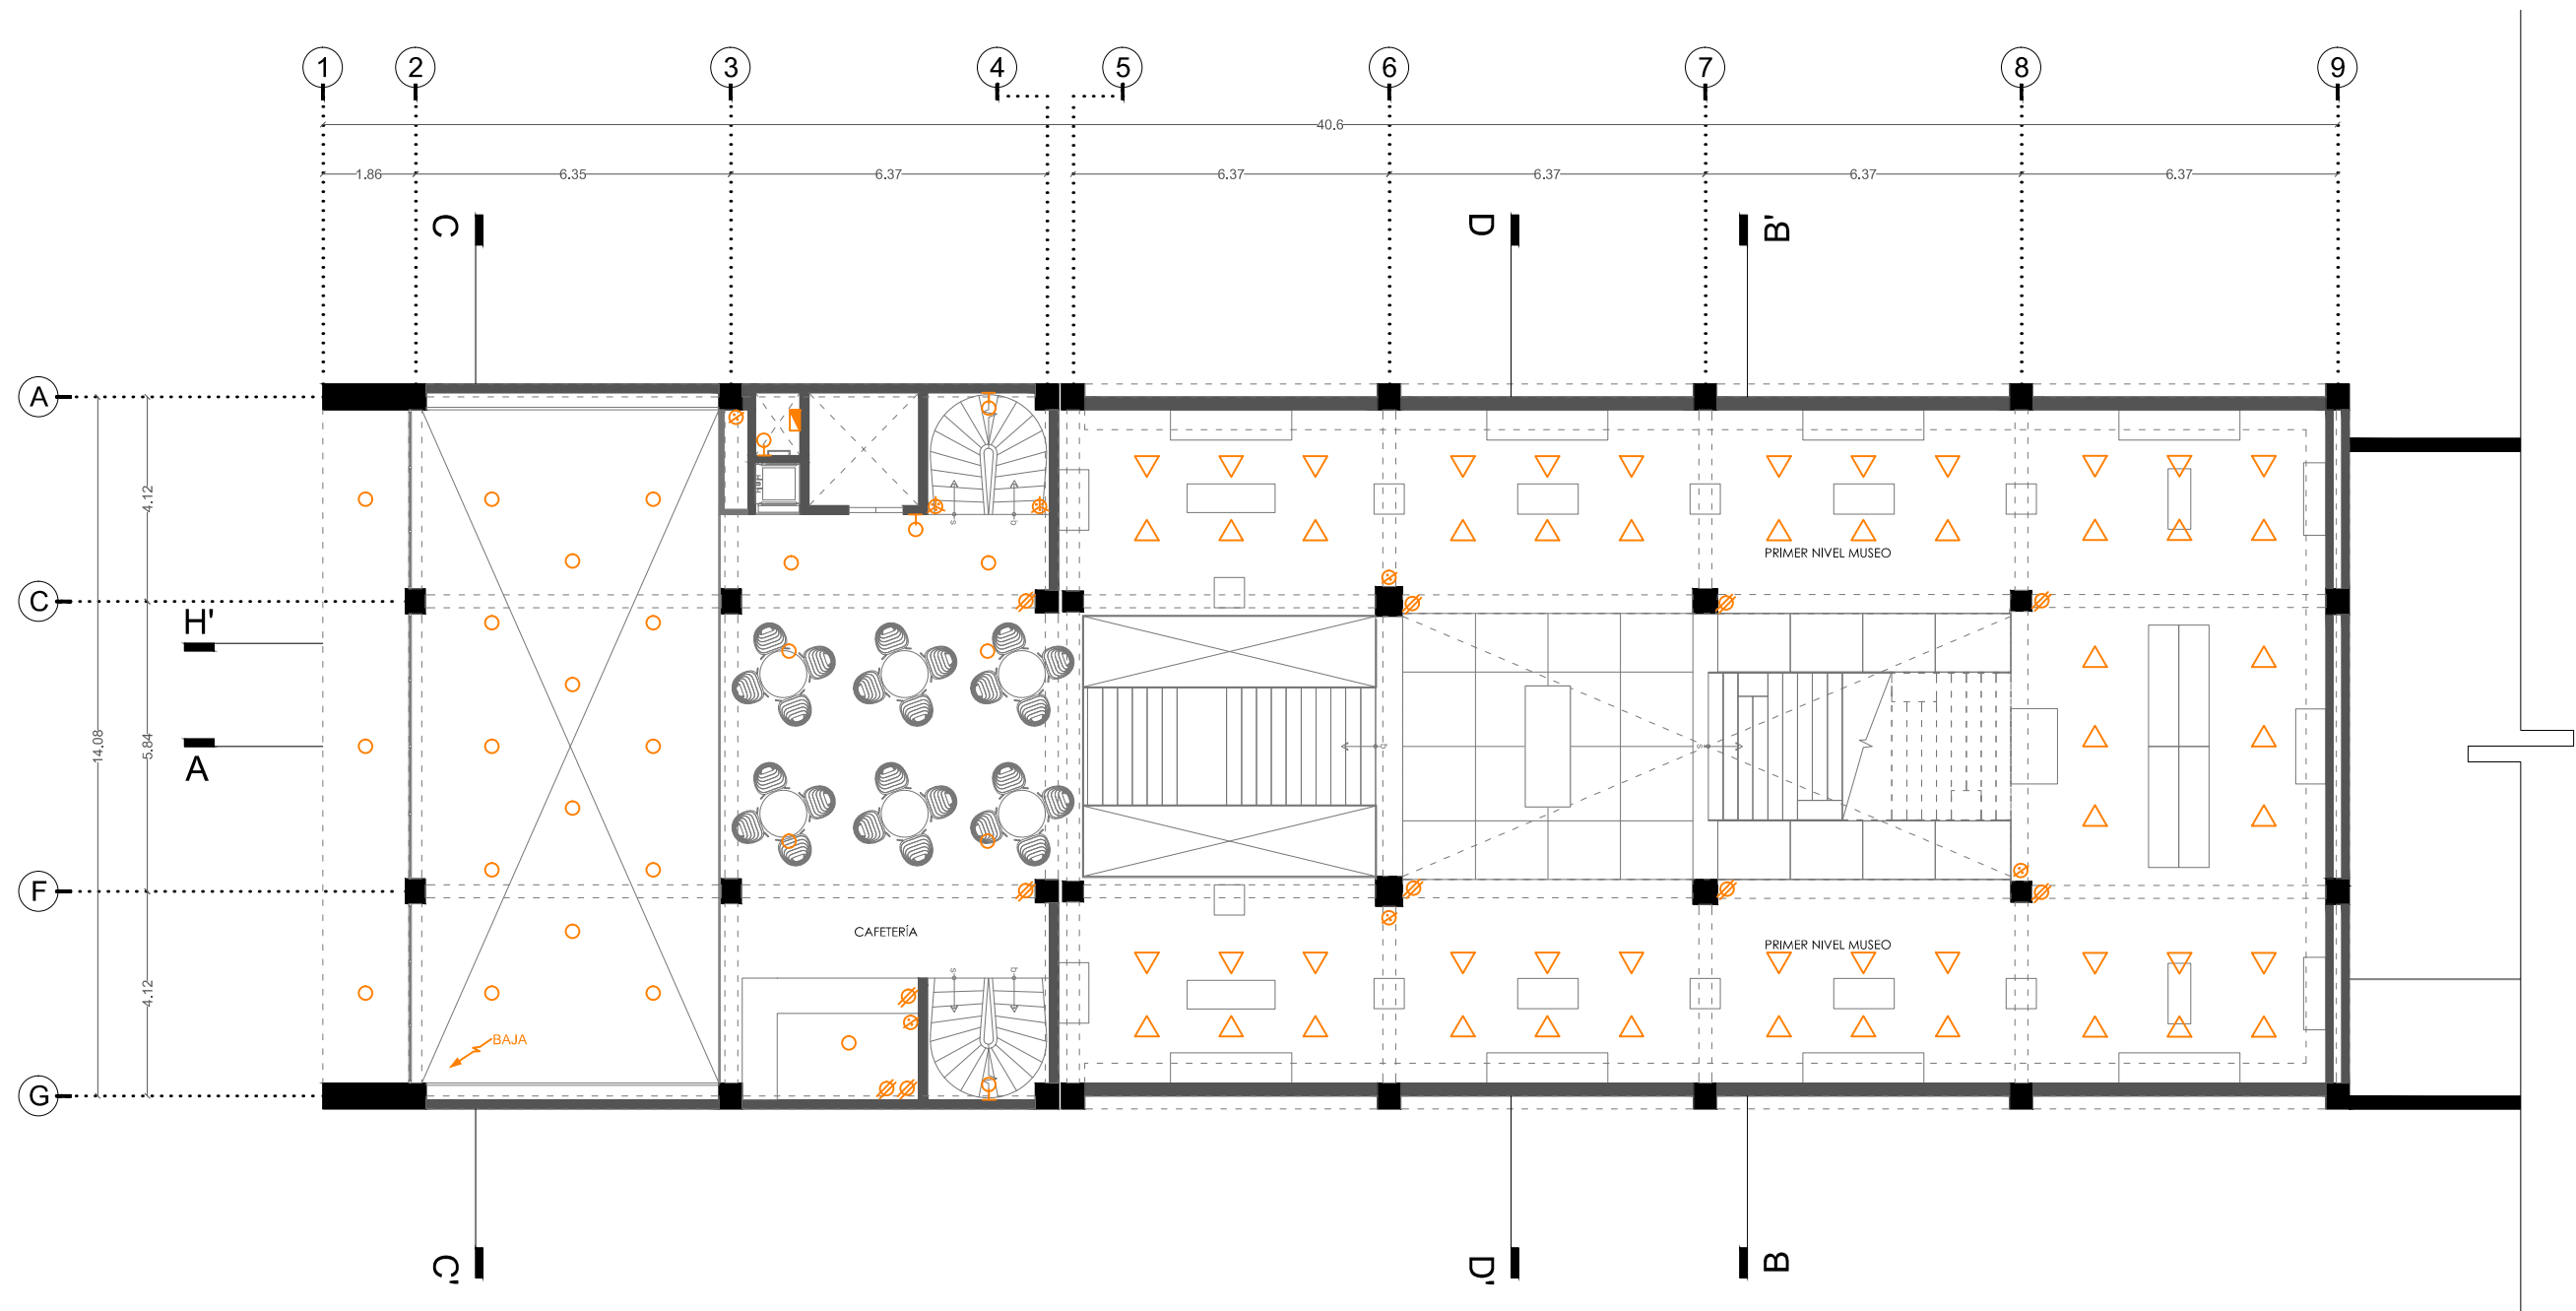 1 2 3 4 5 6 7 8 9
40.6
1.86 6.35 6.37 6.37 6.37 6.37 6.37
C D B'
A
4.12
PRIMER NIVEL MUSEO
C
H'
14.08 5.84
A
F
CAFETERÍA
PRIMER NIVEL MUSEO
4.12
BAJA
G
C' D' B